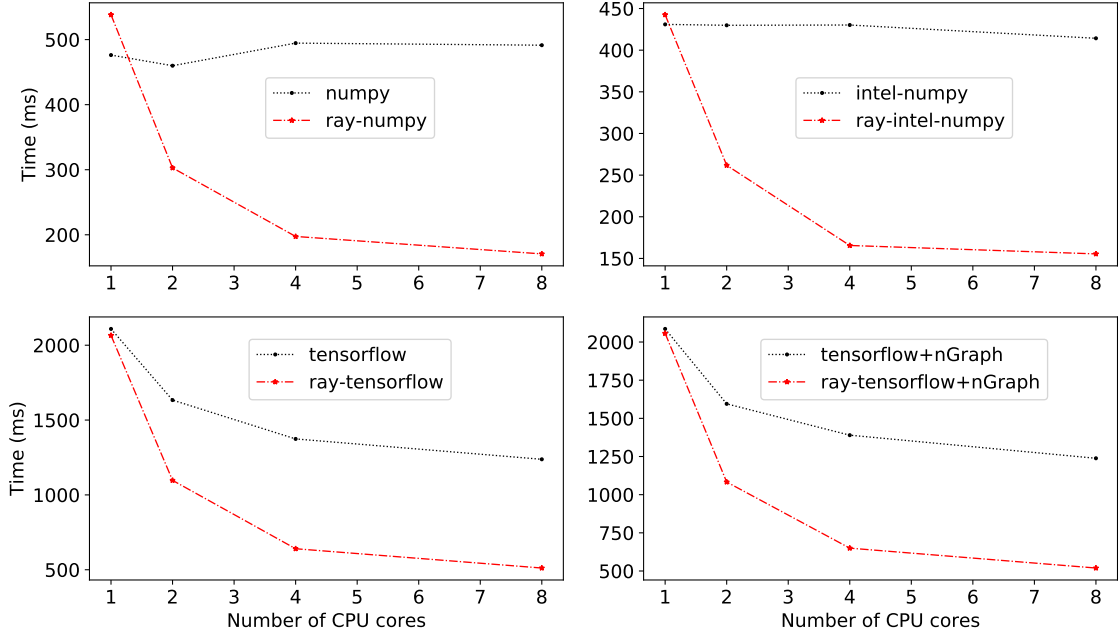 500
400
300
200
Time (ms)
numpy
ray-numpy
1 2 3 4 5 6 7 8
450
400
350
300
250
200
150
intel-numpy
ray-intel-numpy
1 2 3 4 5 6 7 8
2000
1500
1000
500
Time (ms)
tensorflow
ray-tensorflow
1 2 3 4 5 6 7 8
Number of CPU cores
2000
1750
1500
1250
1000
750
500
tensorflow+nGraph
ray-tensorflow+nGraph
1 2 3 4 5 6 7 8
Number of CPU cores